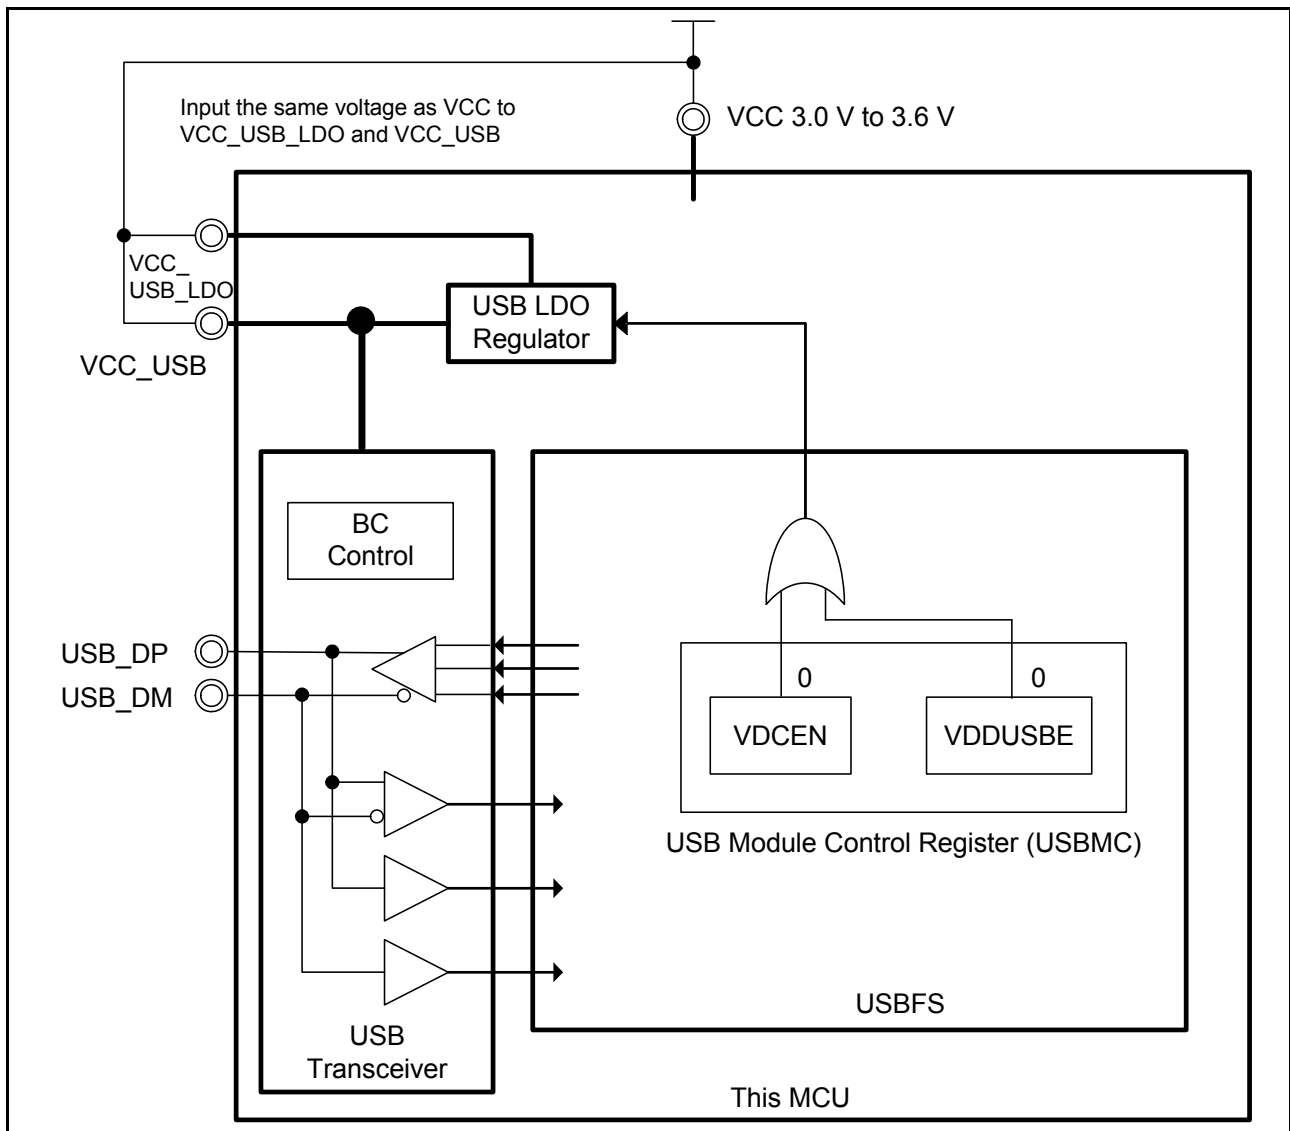 Input the same voltage as VCC to
VCC_USB_LDO and VCC_USB
VCC 3.0 V to 3.6 V
VCC_
USB_LDO
USB LDO
Regulator
VCC_USB
BC
Control
USB_DP
USB_DM
0
0
VDCEN
VDDUSBE
USB Module Control Register (USBMC)
USBFS
USB
Transceiver
This MCU